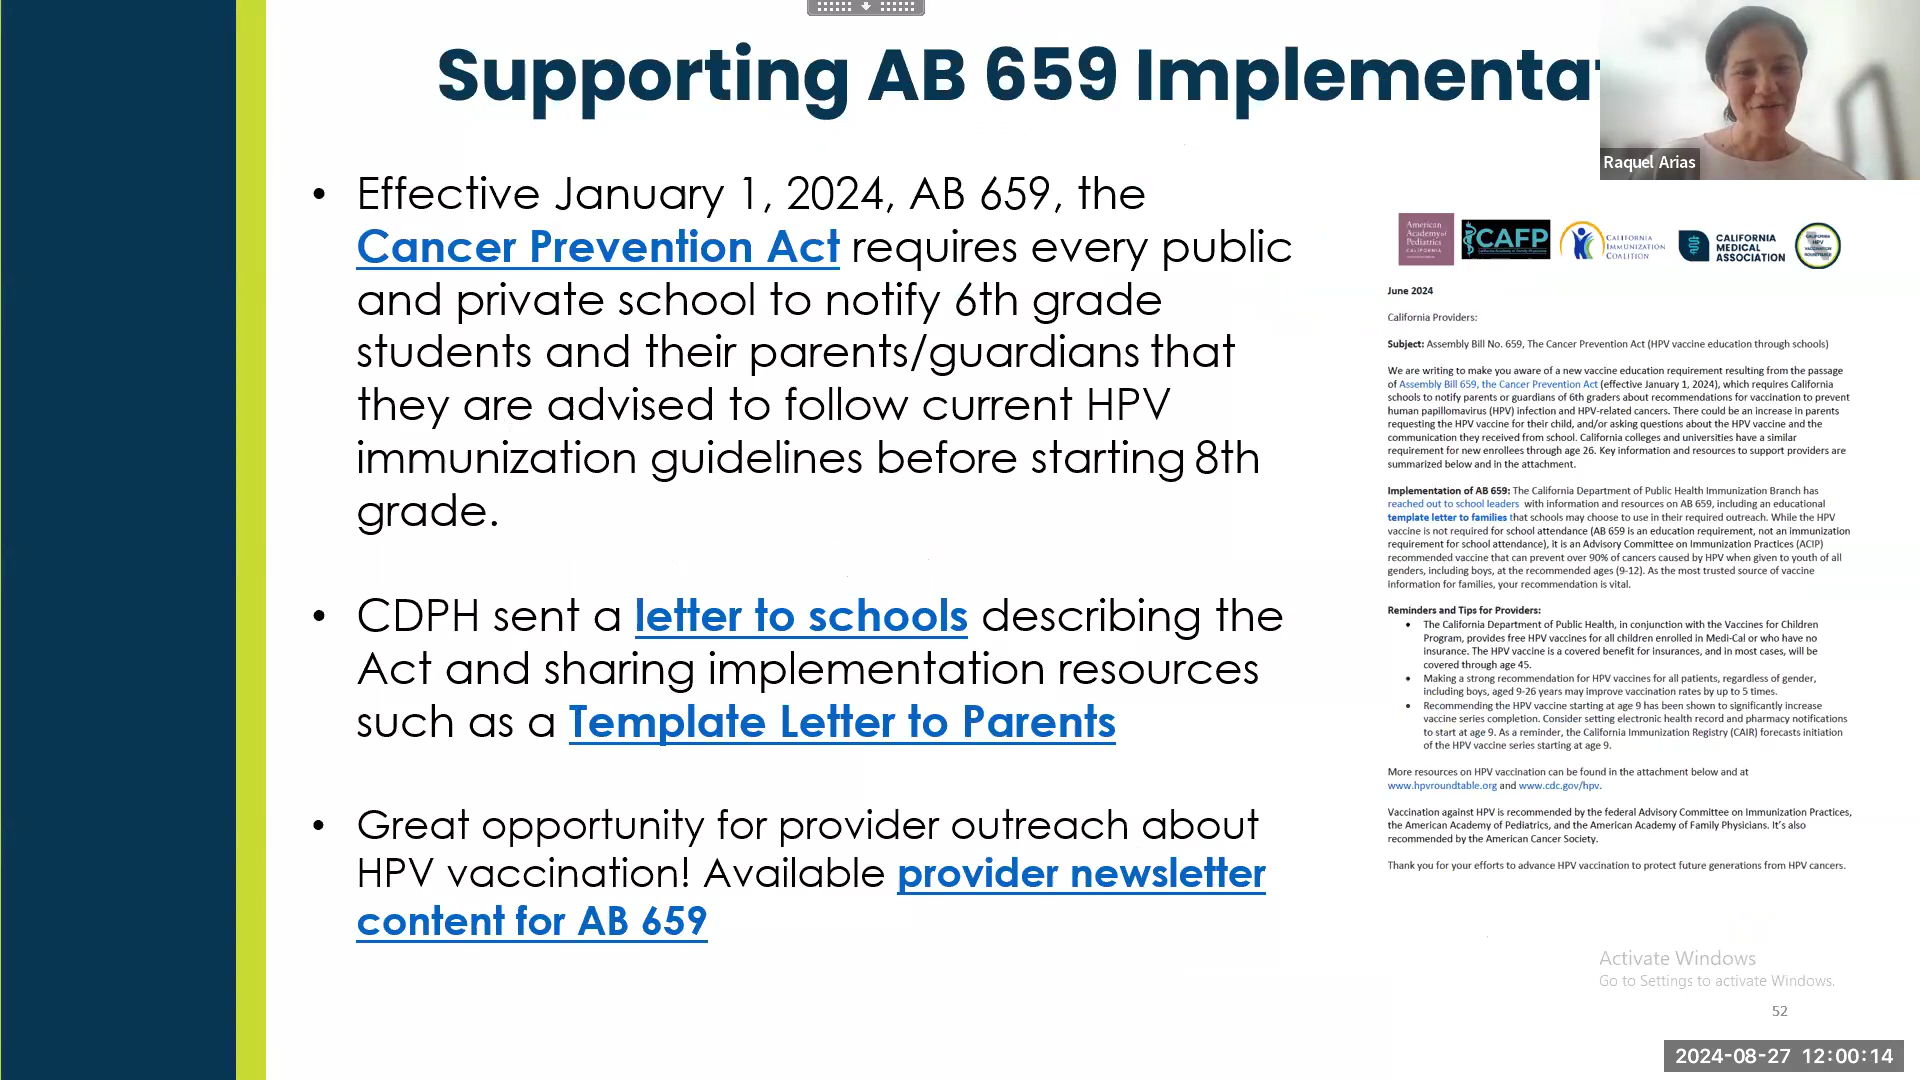 Supporting AB 659 Implementat
Raquel Arias
• Effective January 1, 2024, AB 659, the
Cancer Prevention Act requires every public
and private school to notify 6th grade
students and their parents/guardians that
they are advised to follow current HPV
immunization guidelines before starting 8th
grade.
• CDPH sent a letter to schools describing the
Act and sharing implementation resources
such as a Template Letter to Parents
• Great opportunity for provider outreach about
HPV vaccination! Available provider newsletter
content for AB 659
American
Academy of
Pediatrics
CALIFORNIA
CAFP
CALIFORNIA
IMMUNIZATION
COALITION
CALIFORNIA
MEDICAL
ASSOCIATION
June 2024
California Providers:
Subject: Assembly Bill No. 659, The Cancer Prevention Act (HPV vaccine education through schools)
We are writing to make you aware of a new vaccine education requirement resulting from the passage
of Assembly Bill 659, the Cancer Prevention Act (effective January 1, 2024), which requires California
schools to notify parents or guardians of 6th graders about recommendations for vaccination to prevent
human papillomavirus (HPV) infection and HPV-related cancers. There could be an increase in parents
requesting the HPV vaccine for their child, and/or asking questions about the HPV vaccine and the
communication they received from school. California colleges and universities have a similar
requirement for new enrollees through age 26. Key information and resources to support providers are
summarized below and in the attachment.
Implementation of AB 659: The California Department of Public Health Immunization Branch has
reached out to school leaders with information and resources on AB 659, including an educational
template letter to families that schools may choose to use in their required outreach. While the HPV
vaccine is not required for school attendance (AB 659 is an education requirement, not an immunization
requirement for school attendance), it is an Advisory Committee on Immunization Practices (ACIP)
recommended vaccine that can prevent over 90% of cancers caused by HPV when given to youth of all
genders, including boys, at the recommended ages (9-12). As the most trusted source of vaccine
information for families, your recommendation is vital.
Reminders and Tips for Providers:
• The California Department of Public Health, in conjunction with the Vaccines for Children
Program, provides free HPV vaccines for all children enrolled in Medi-Cal or who have no
insurance. The HPV vaccine is a covered benefit for insurances, and in most cases, will be
covered through age 45.
• Making a strong recommendation for HPV vaccines for all patients, regardless of gender,
including boys, aged 9-26 years may improve vaccination rates by up to 5 times.
• Recommending the HPV vaccine starting at age 9 has been shown to significantly increase
vaccine series completion. Consider setting electronic health record and pharmacy notifications
to start at age 9. As a reminder, the California Immunization Registry (CAIR) forecasts initiation
of the HPV vaccine series starting at age 9.
More resources on HPV vaccination can be found in the attachment below and at
www.hpvroundtable.org and www.cdc.gov/hpv.
Vaccination against HPV is recommended by the federal Advisory Committee on Immunization Practices,
the American Academy of Pediatrics, and the American Academy of Family Physicians. It's also
recommended by the American Cancer Society.
Thank you for your efforts to advance HPV vaccination to protect future generations from HPV cancers.
Activate Windows
Go to Settings to activate Windows.
52
2024-08-27 12:00:14